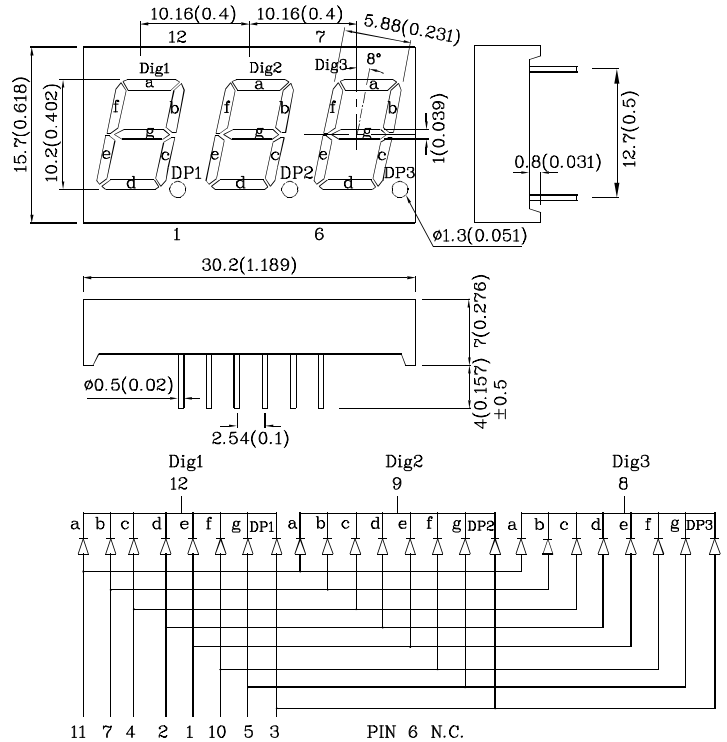 10.16(0.4) 10.16(0.4) 5.88(0.231)
12 7
Dig1 Dig2 Dig3 8°
a a a
f b f b f b
g g g
e c e c e c
d d d
DP1 DP2 DP3
15.7(0.618)
10.2(0.402)
1(0.039)
0.8(0.031)
12.7(0.5)
1 6
ø1.3(0.051)
30.2(1.189)
7(0.276)
ø0.5(0.02)
4(0.157)
±0.5
2.54(0.1)
Dig1 Dig2 Dig3
12 9 8
a b c d e f g DP1 a b c d e f g DP2 a b c d e f g DP3
11 7 4 2 1 10 5 3 PIN 6 N.C.